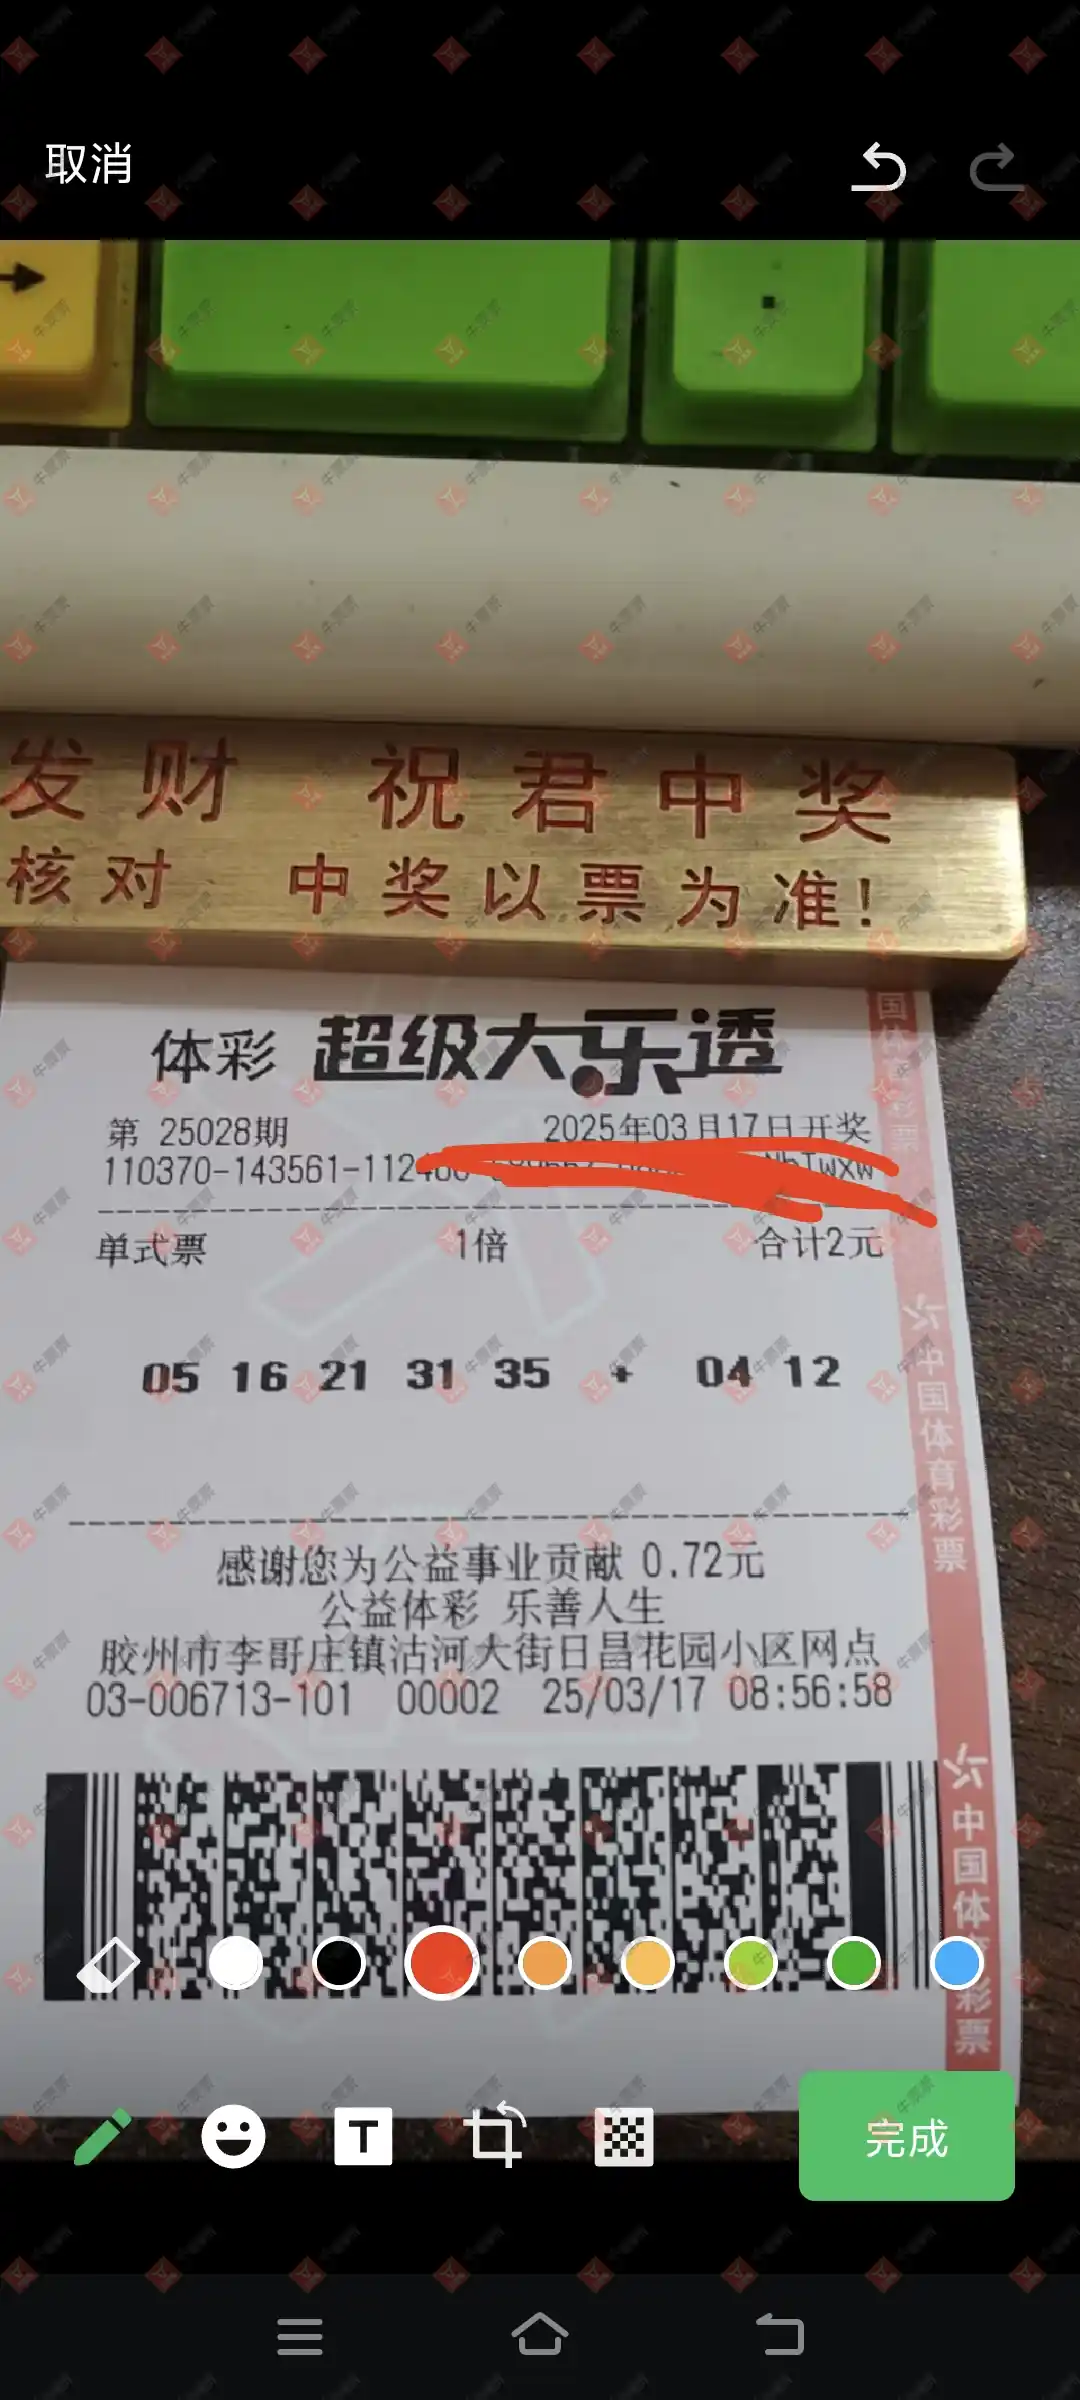 取消
发财 祝君中奖
核对 中奖以票为准!
体彩 超级大乐透
第 25028期 2025年03月17日开奖
110370-143561-112
单式票 1倍 合计2元
05 16 21 31 35 + 04 12
感谢您为公益事业贡献 0.72元
公益体彩 乐善人生
胶州市李哥庄镇沽河大街日昌花园小区网点
03-006713-101 00002 25/03/17 08:56:58
国体育彩票
中国体育彩票
中国体育彩票
T
完成